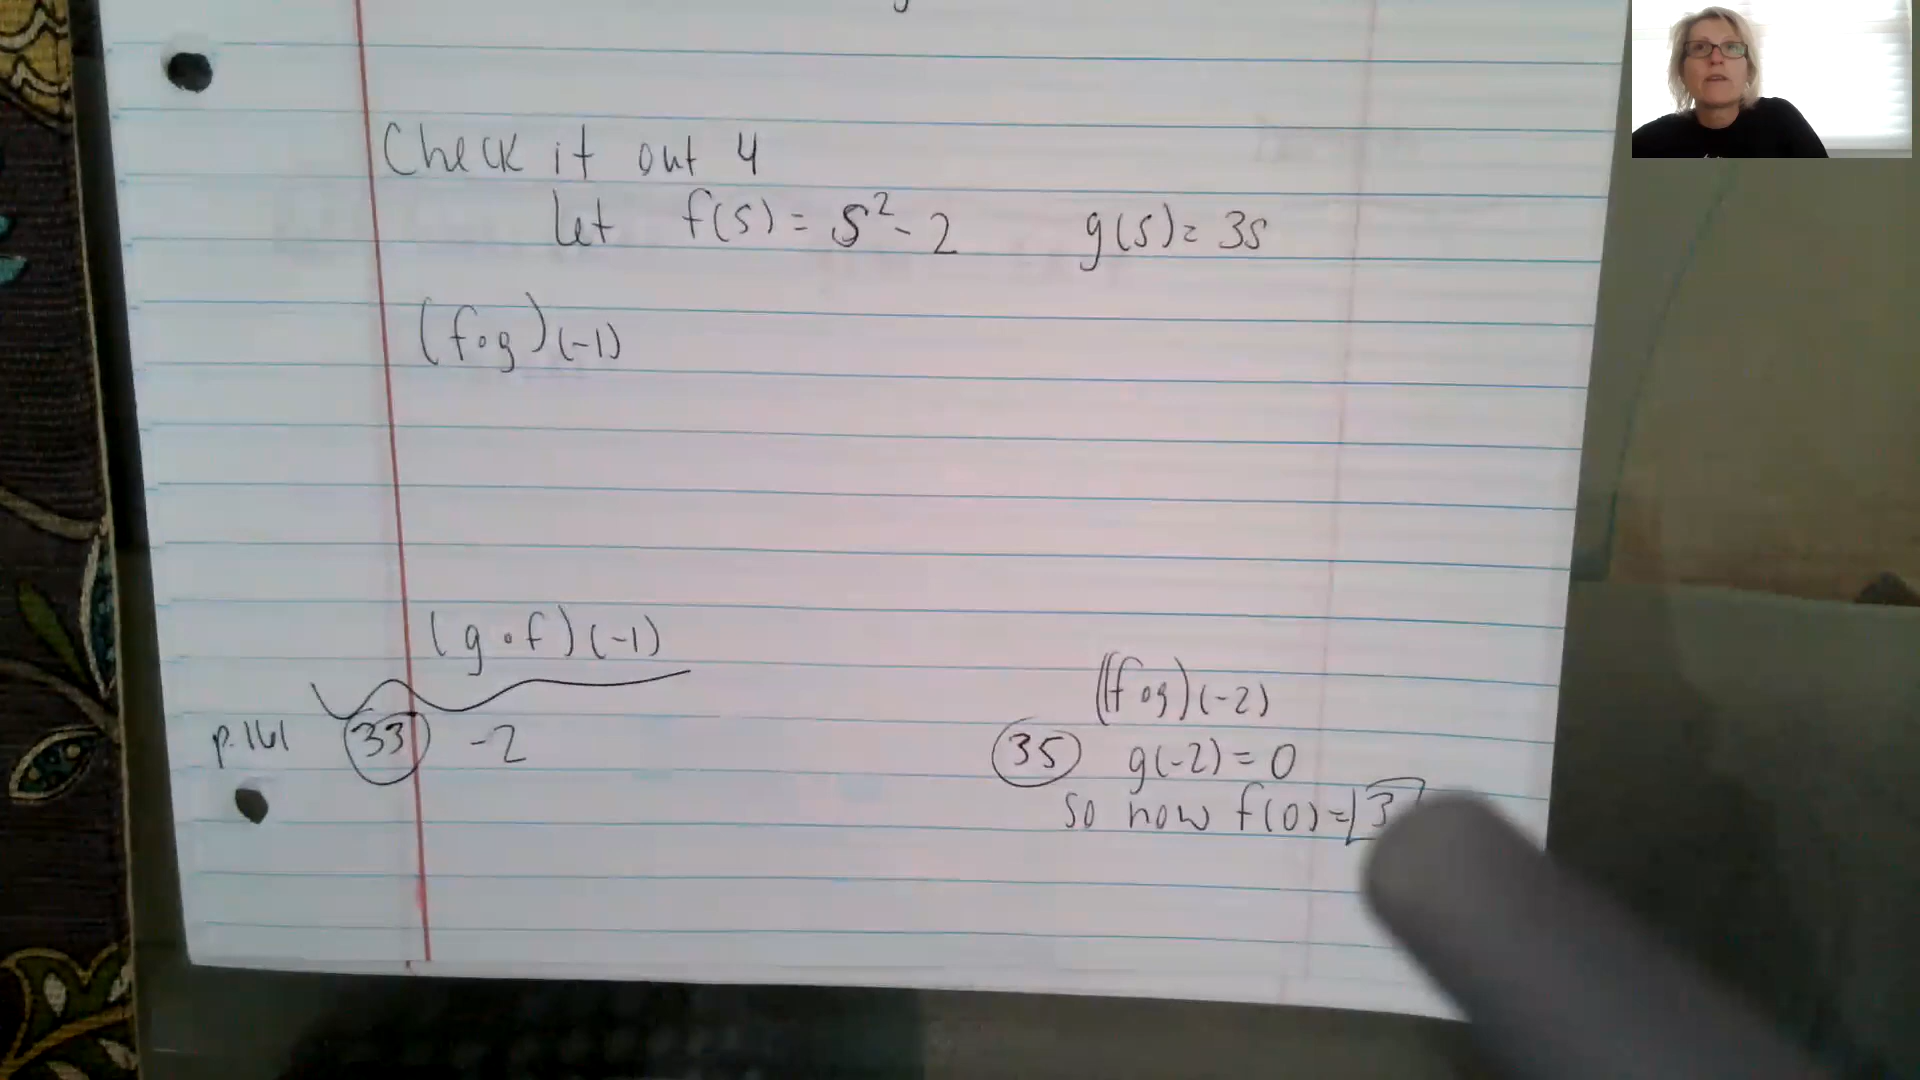 Check it out 4
Let f(s) = s² - 2 g(s) = 3s
(f∘g)(-1)
(g∘f)(-1)
p.161 33 -2
(f∘g)(-2)
35 g(-2) = 0
so now f(0) = 3